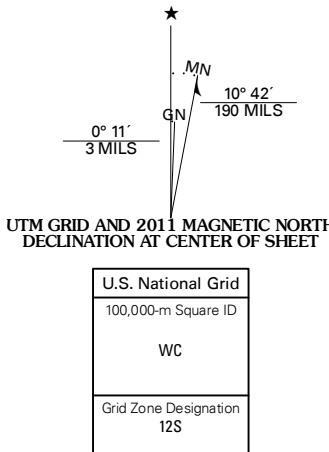 ★
MN
GN
10° 42´
190 MILS
0° 11´
3 MILS
UTM GRID AND 2011 MAGNETIC NORTH
DECLINATION AT CENTER OF SHEET
U.S. National Grid
100,000-m Square ID
WC
Grid Zone Designation
12S